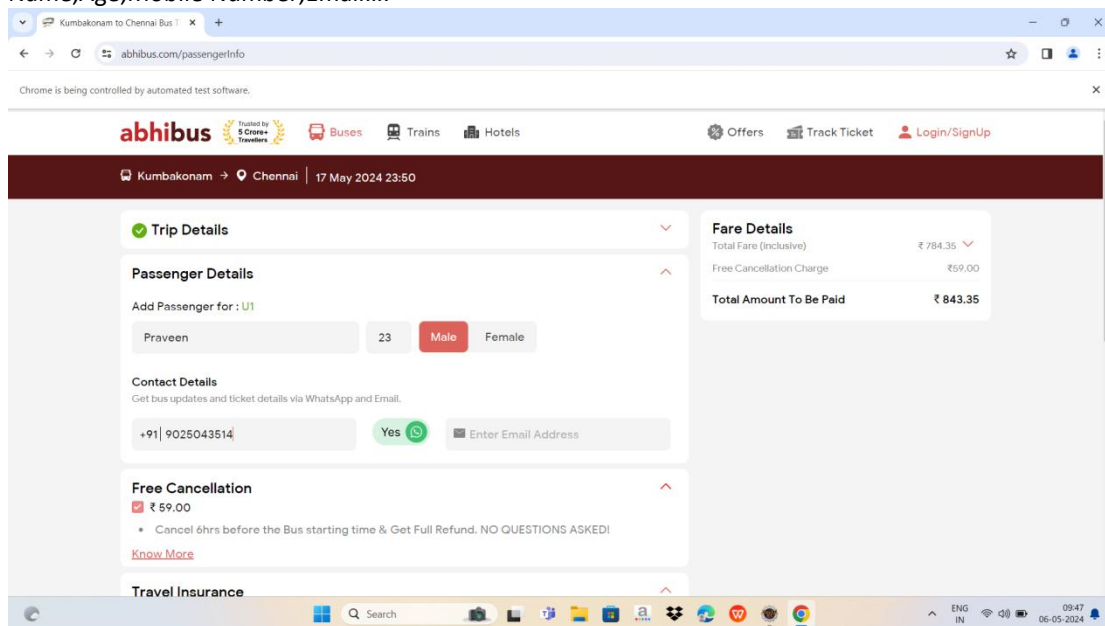 Name,Age,Mobile Number,Email...
Kumbakonam to Chennai Bus T
abhibus.com/passengerInfo
Chrome is being controlled by automated test software.
abhibus Trusted by 5 Crore+ Travellers Buses Trains Hotels Offers Track Ticket Login/SignUp
Kumbakonam → Chennai | 17 May 2024 23:50
Trip Details
Passenger Details
Add Passenger for : U1
Praveen 23 Male Female
Contact Details
Get bus updates and ticket details via WhatsApp and Email.
+91 9025043514 Yes Enter Email Address
Free Cancellation
₹ 59.00
• Cancel 6hrs before the Bus starting time & Get Full Refund. NO QUESTIONS ASKED!
Know More
Travel Insurance
Fare Details
Total Fare (inclusive) ₹ 784.35
Free Cancellation Charge ₹59.00
Total Amount To Be Paid ₹ 843.35
Search
ENG
IN
09:47
06-05-2024